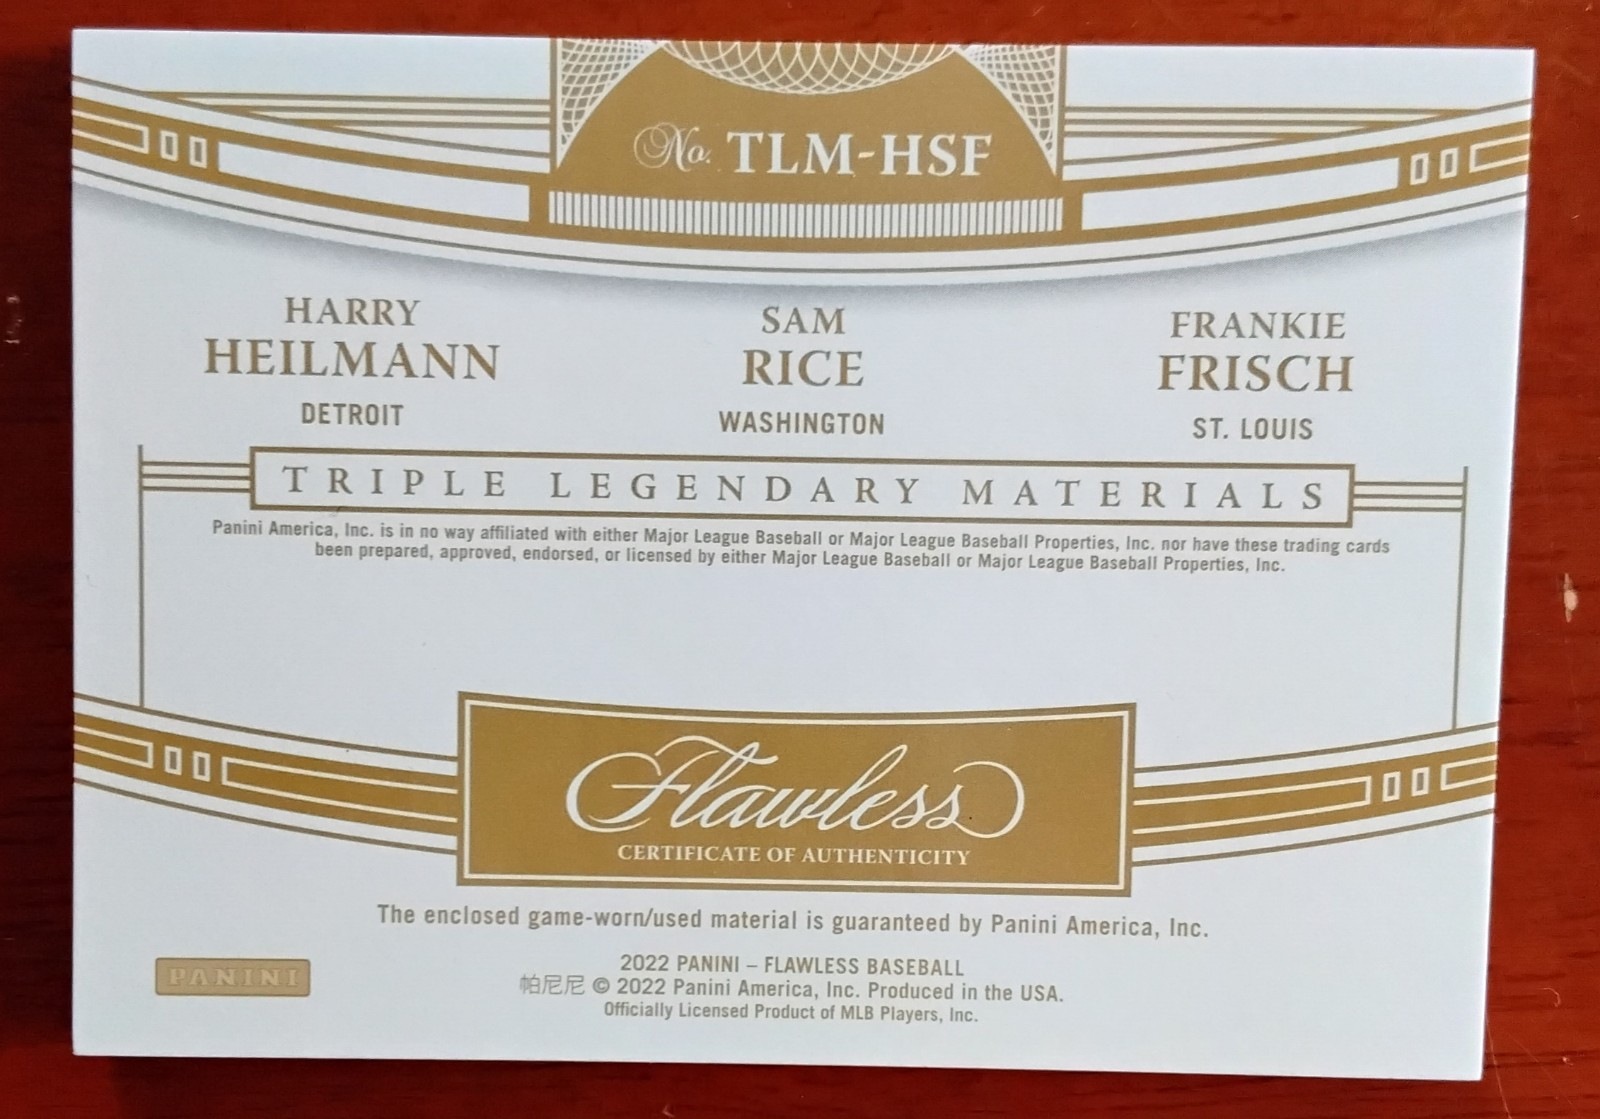 No. TLM-HSF
HARRY
HEILMANN
DETROIT
SAM
RICE
WASHINGTON
FRANKIE
FRISCH
ST. LOUIS
TRIPLE LEGENDARY MATERIALS
Panini America, Inc. is in no way affiliated with either Major League Baseball or Major League Baseball Properties, Inc. nor have these trading cards
been prepared, approved, endorsed, or licensed by either Major League Baseball or Major League Baseball Properties, Inc.
Flawless
CERTIFICATE OF AUTHENTICITY
The enclosed game-worn/used material is guaranteed by Panini America, Inc.
PANINI
2022 PANINI – FLAWLESS BASEBALL
帕尼尼 © 2022 Panini America, Inc. Produced in the USA.
Officially Licensed Product of MLB Players, Inc.